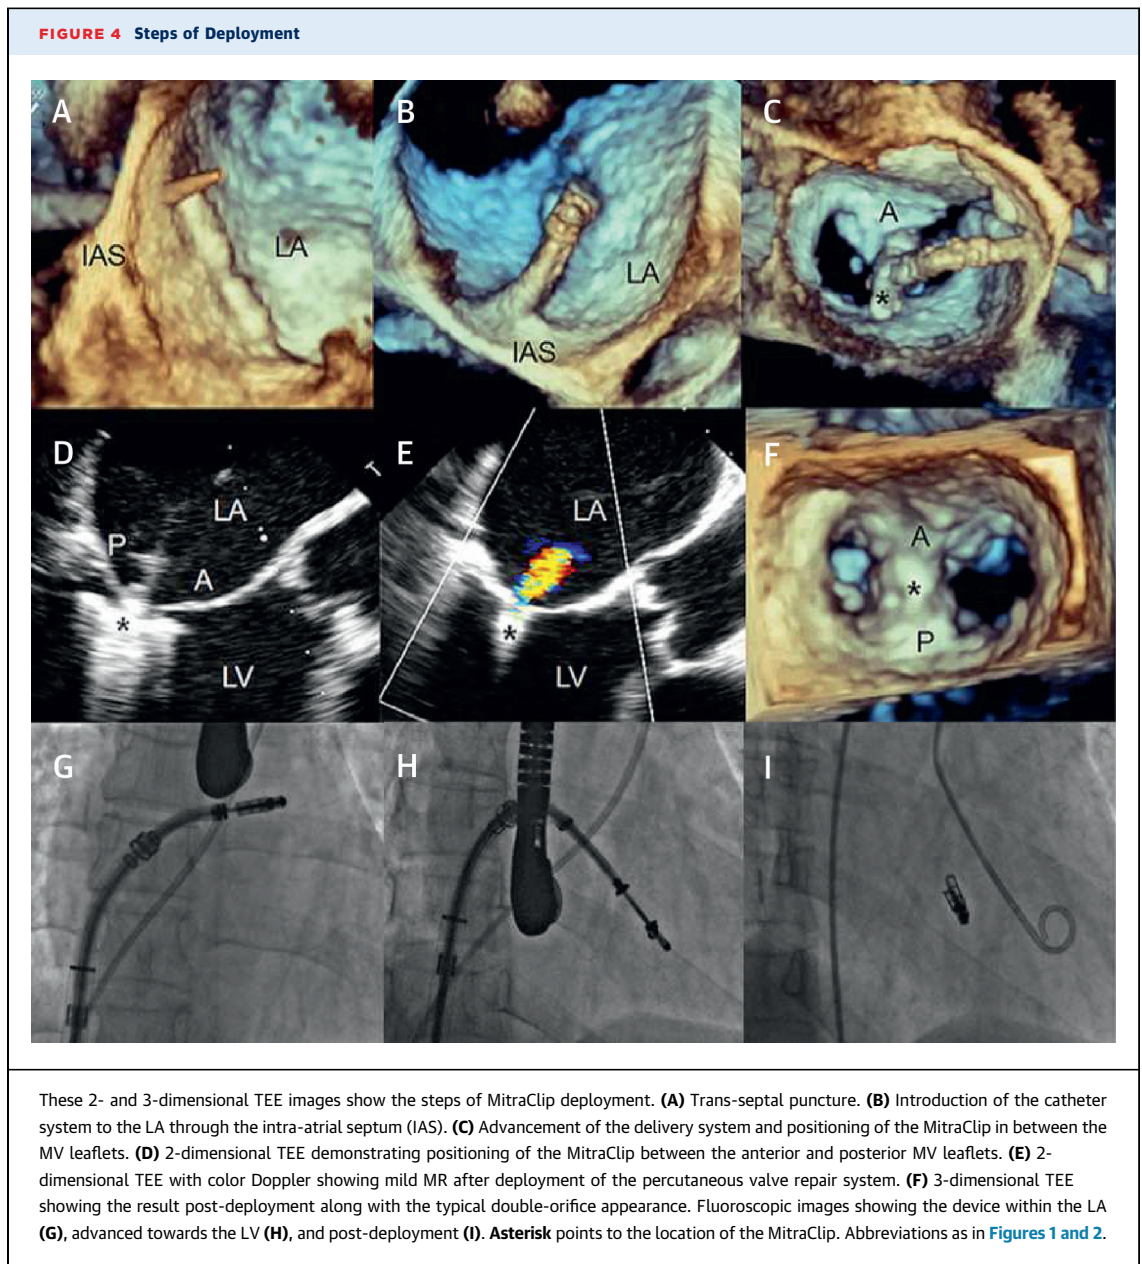 FIGURE 4 Steps of Deployment
A
B
C
IAS
LA
IAS
LA
A
*
D
E
F
LA
P
A
*
LV
LA
*
LV
A
*
P
G
H
I
These 2- and 3-dimensional TEE images show the steps of MitraClip deployment. (A) Trans-septal puncture. (B) Introduction of the catheter
system to the LA through the intra-atrial septum (IAS). (C) Advancement of the delivery system and positioning of the MitraClip in between the
MV leaflets. (D) 2-dimensional TEE demonstrating positioning of the MitraClip between the anterior and posterior MV leaflets. (E) 2-
dimensional TEE with color Doppler showing mild MR after deployment of the percutaneous valve repair system. (F) 3-dimensional TEE
showing the result post-deployment along with the typical double-orifice appearance. Fluoroscopic images showing the device within the LA
(G), advanced towards the LV (H), and post-deployment (I). Asterisk points to the location of the MitraClip. Abbreviations as in Figures 1 and 2.